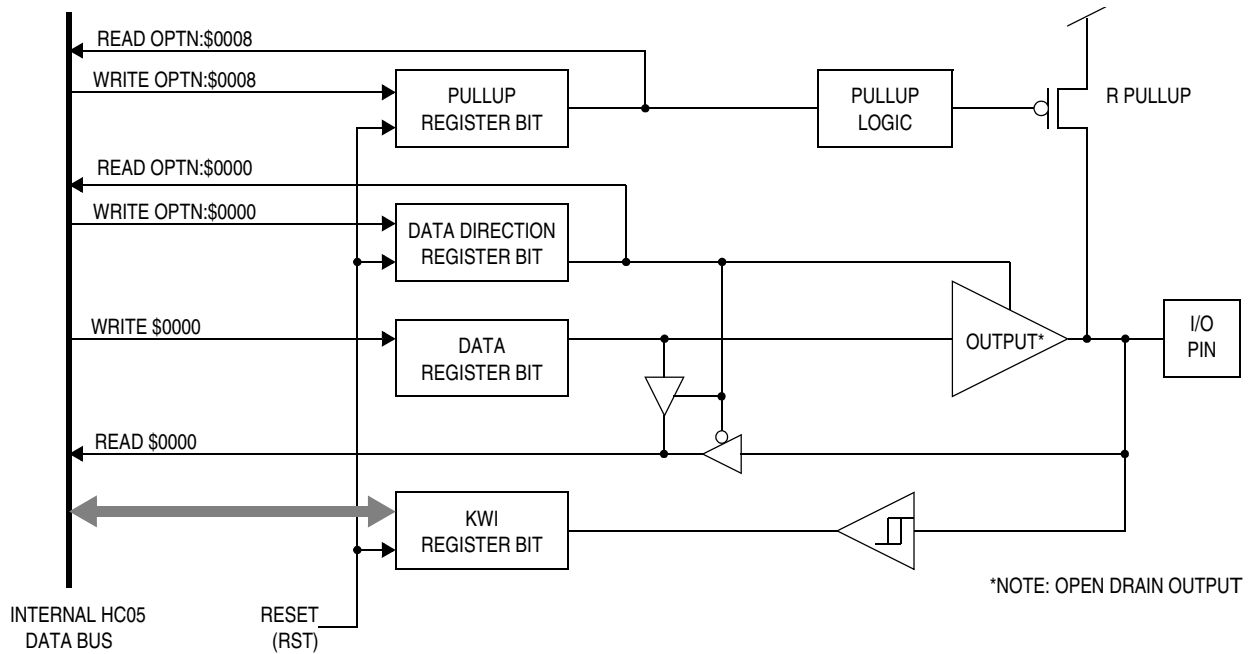 READ OPTN:$0008
WRITE OPTN:$0008
PULLUP
REGISTER BIT
PULLUP
LOGIC
R PULLUP
READ OPTN:$0000
WRITE OPTN:$0000
DATA DIRECTION
REGISTER BIT
WRITE $0000
DATA
REGISTER BIT
OUTPUT*
I/O
PIN
READ $0000
KWI
REGISTER BIT
*NOTE: OPEN DRAIN OUTPUT
INTERNAL HC05
DATA BUS
RESET
(RST)